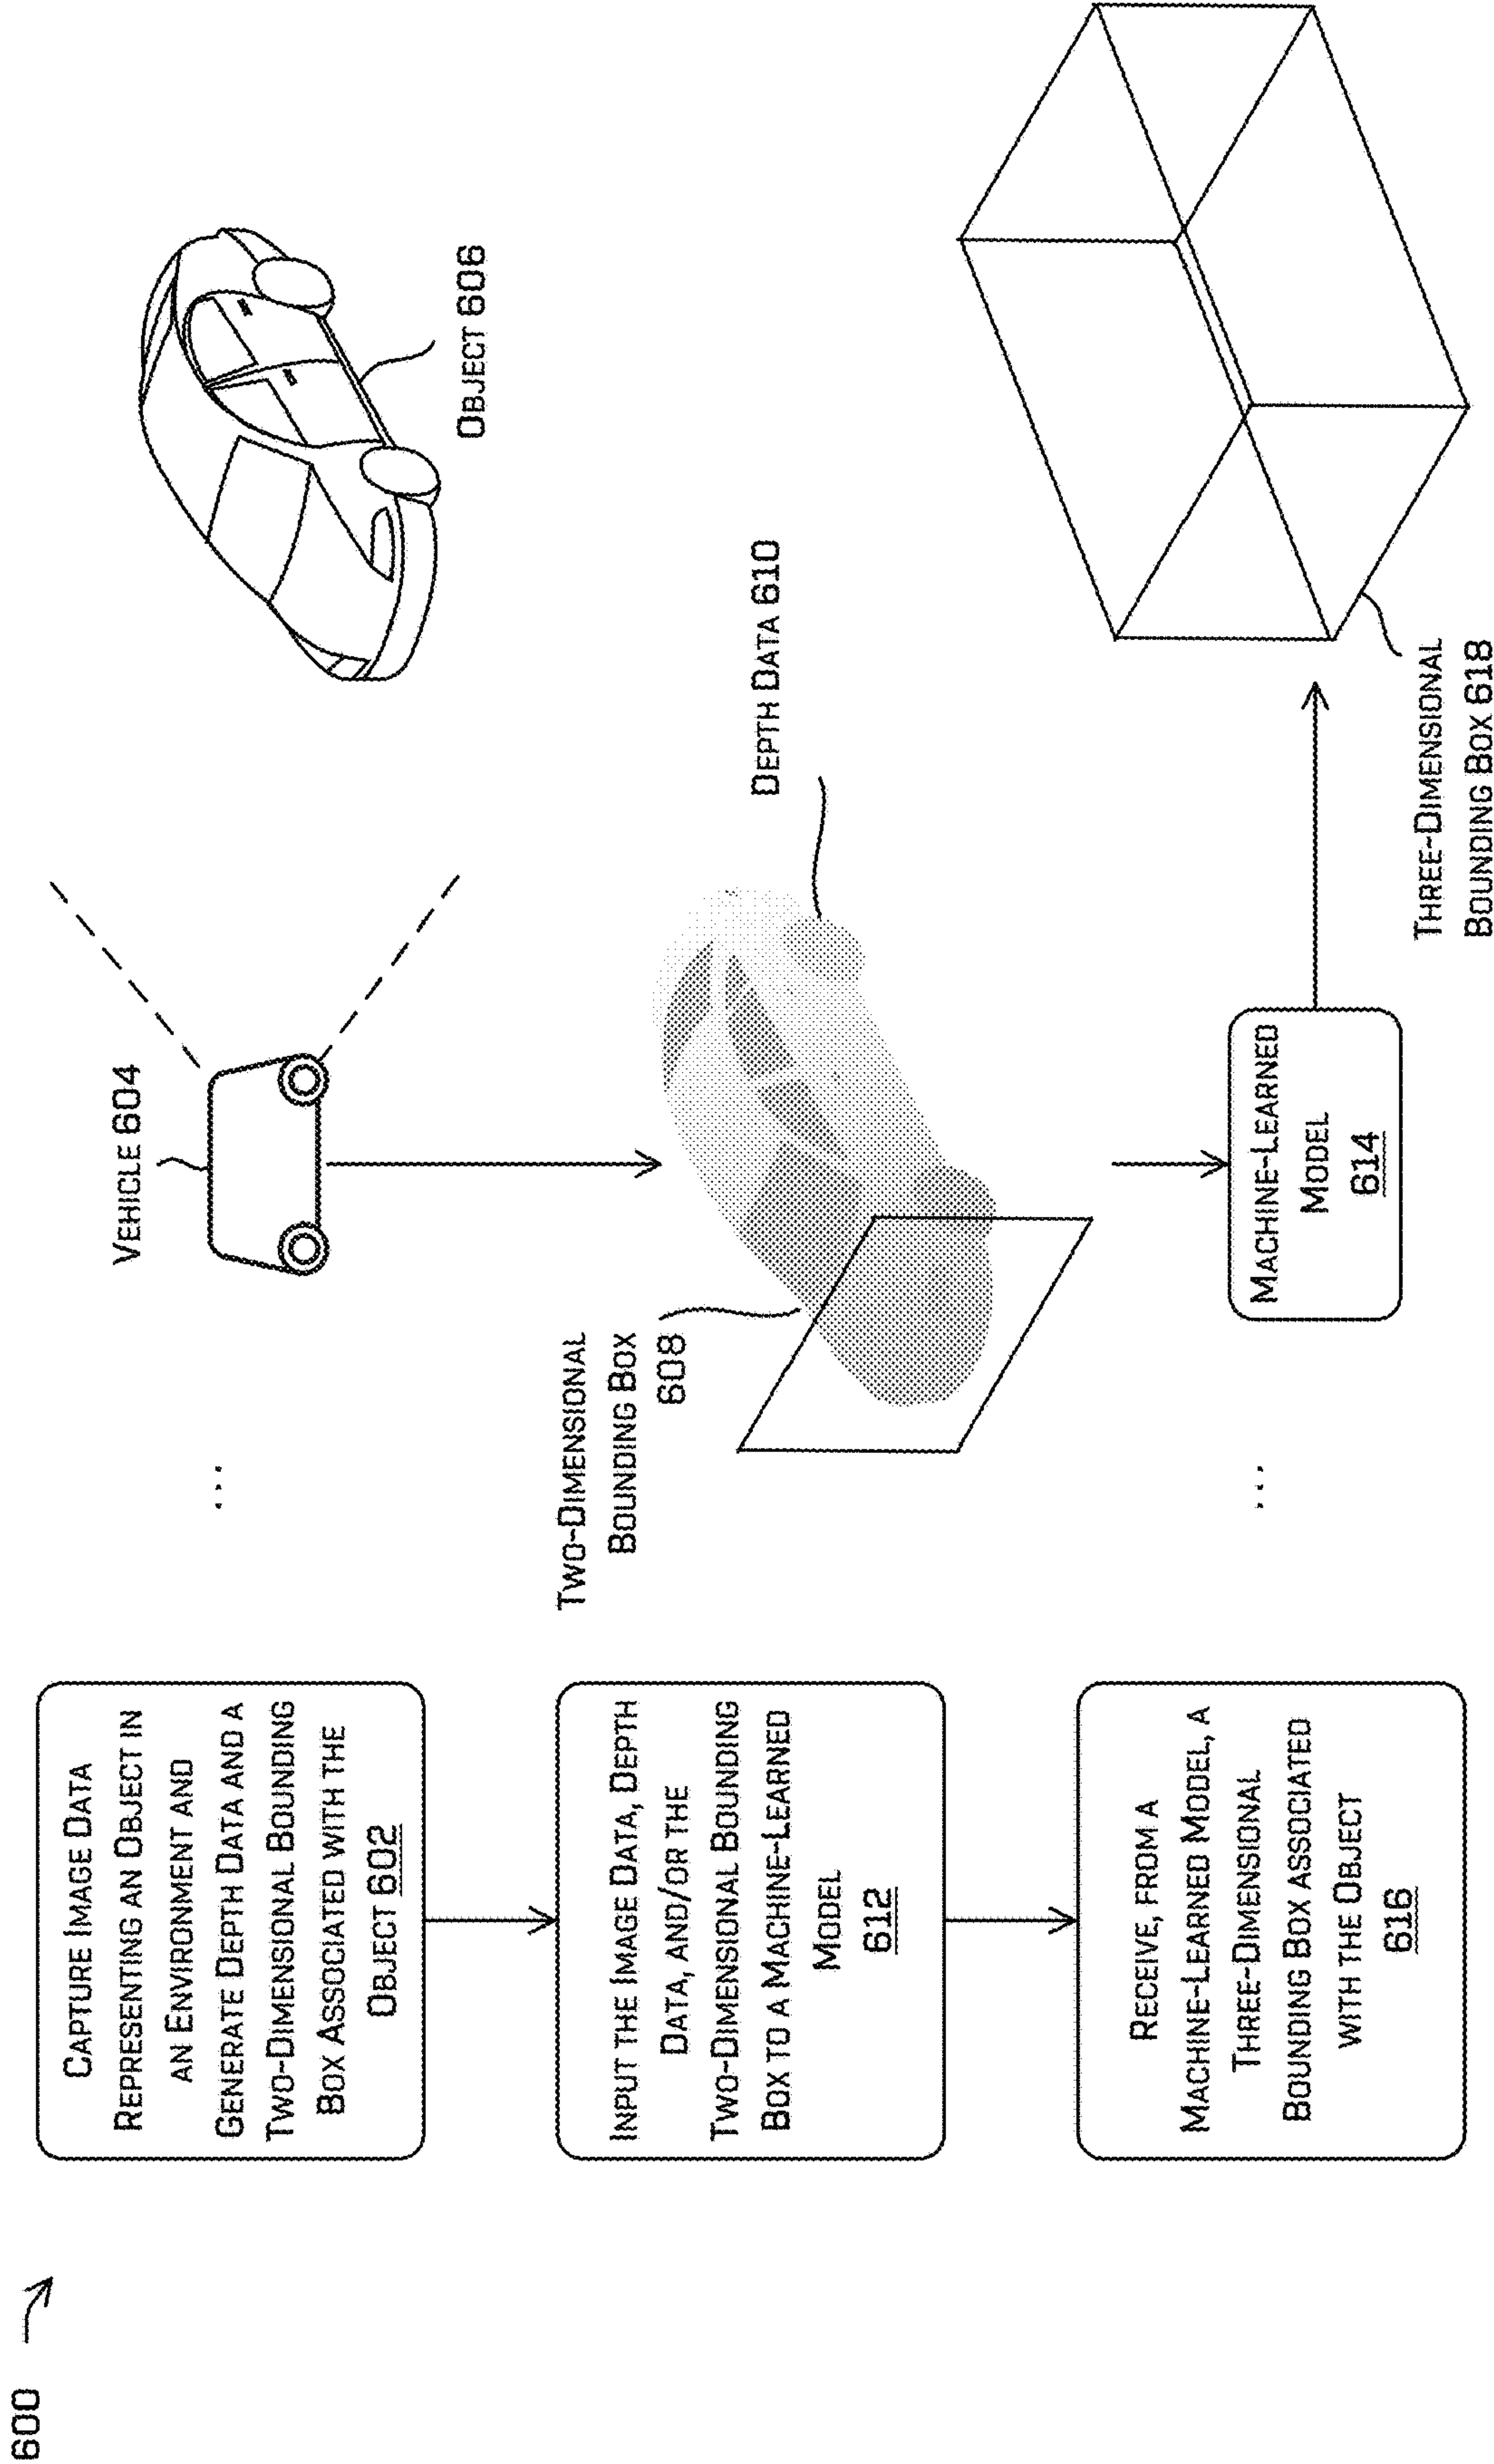 600
CAPTURE IMAGE DATA
REPRESENTING AN OBJECT IN
AN ENVIRONMENT AND
GENERATE DEPTH DATA AND A
TWO-DIMENSIONAL BOUNDING
BOX ASSOCIATED WITH THE
OBJECT 602
...
VEHICLE 604
OBJECT 606
INPUT THE IMAGE DATA, DEPTH
DATA, AND/OR THE
TWO-DIMENSIONAL BOUNDING
BOX TO A MACHINE-LEARNED
MODEL
612
TWO-DIMENSIONAL
BOUNDING BOX
608
DEPTH DATA 610
RECEIVE, FROM A
MACHINE-LEARNED MODEL, A
THREE-DIMENSIONAL
BOUNDING BOX ASSOCIATED
WITH THE OBJECT
616
...
MACHINE-LEARNED
MODEL
614
THREE-DIMENSIONAL
BOUNDING BOX 618